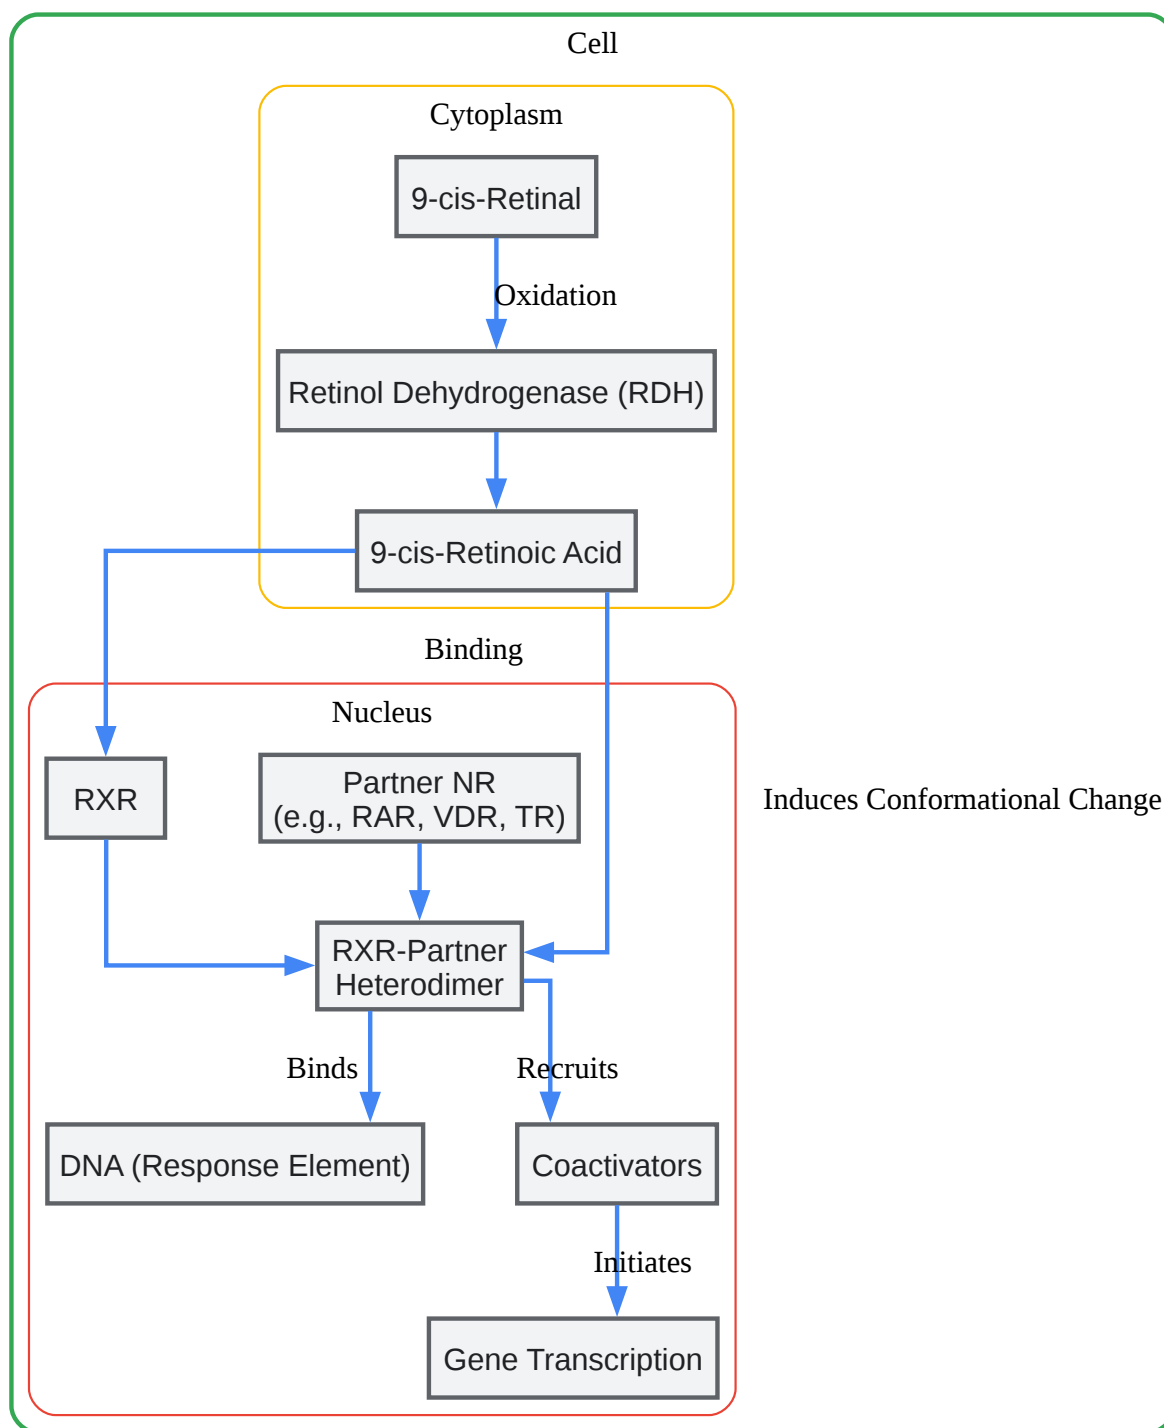 Cell
Cytoplasm
9-cis-Retinal
Oxidation
Retinol Dehydrogenase (RDH)
9-cis-Retinoic Acid
Binding
Nucleus
RXR
Partner NR
(e.g., RAR, VDR, TR)
Induces Conformational Change
RXR-Partner
Heterodimer
Binds
Recruits
DNA (Response Element)
Coactivators
Initiates
Gene Transcription